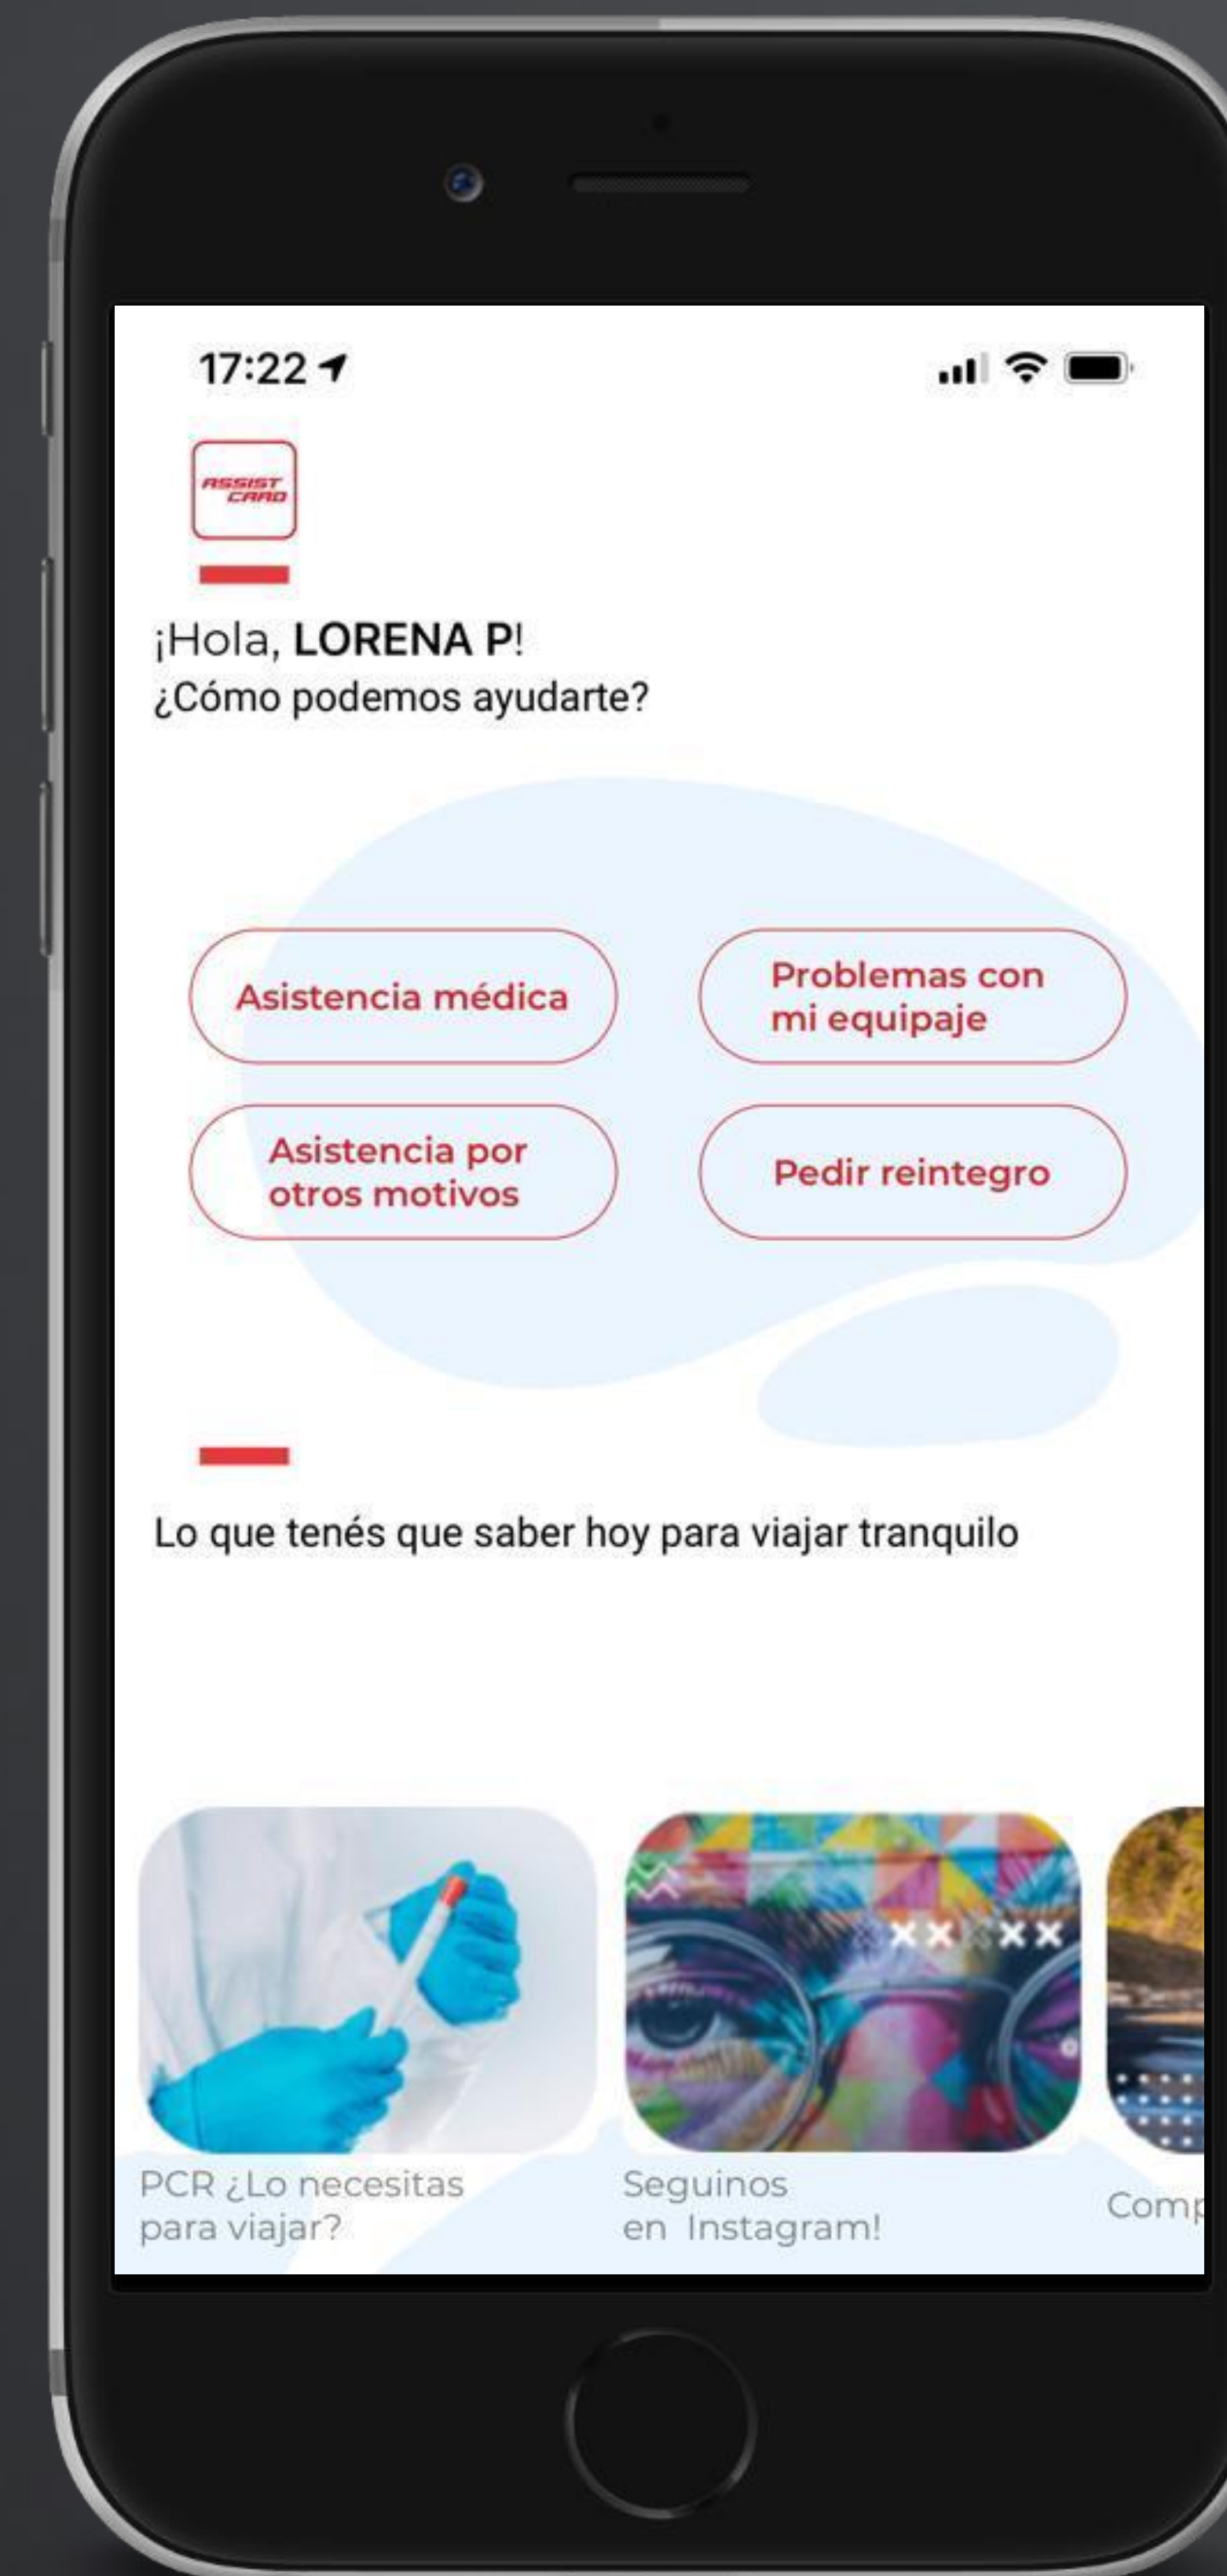 17:22
ASSIST
CARD
¡Hola, LORENA P!
¿Cómo podemos ayudarte?
Asistencia médica
Problemas con
mi equipaje
Asistencia por
otros motivos
Pedir reintegro
Lo que tenés que saber hoy para viajar tranquilo
PCR ¿Lo necesitas
para viajar?
Seguinos
en Instagram!
Comp